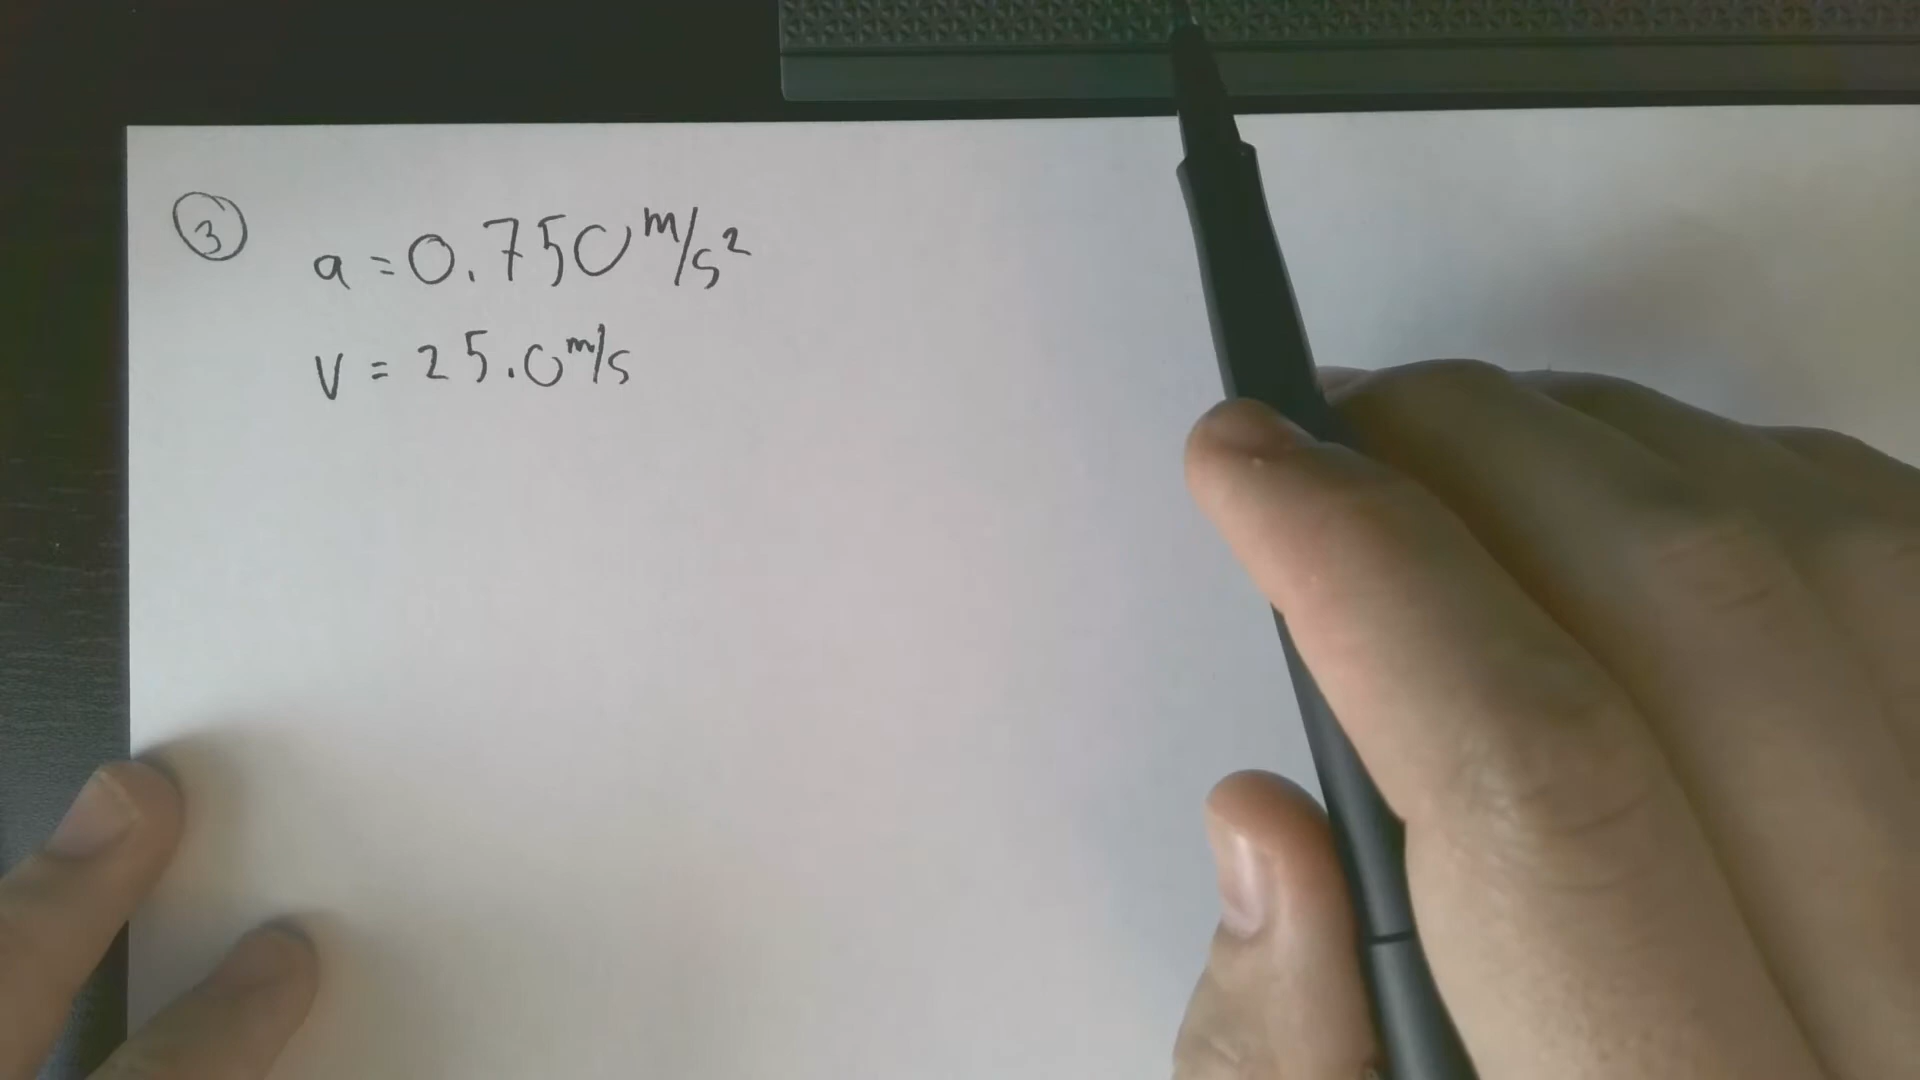 ③ a = 0.750 m/s²
v = 25.0 m/s